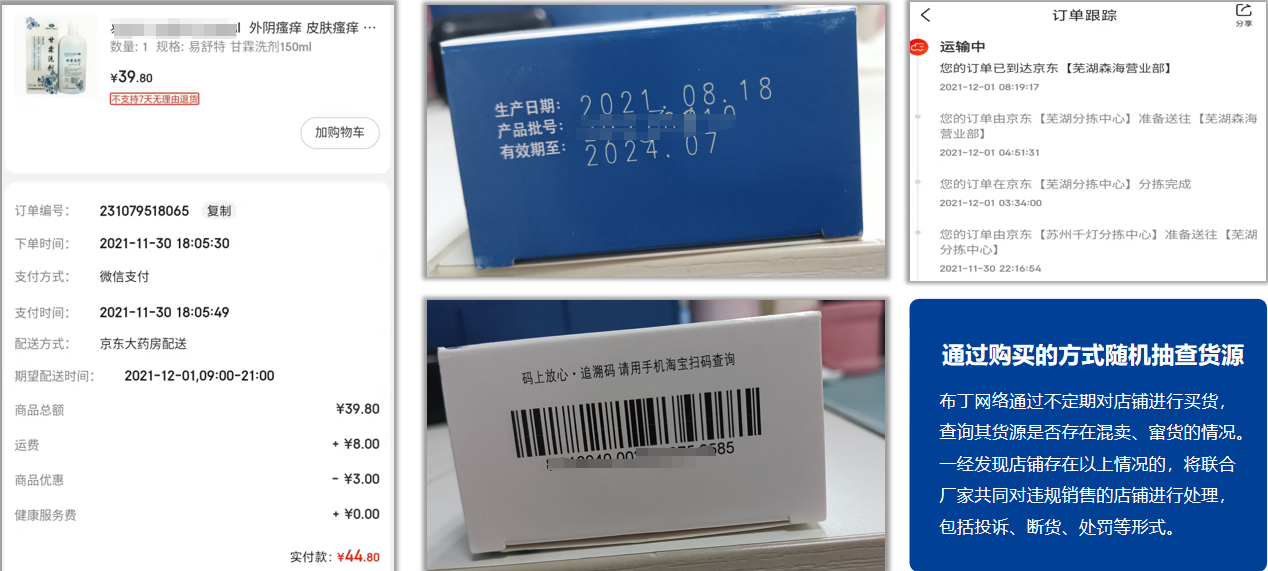 外阴瘙痒 皮肤瘙痒 ···
数量: 1 规格: 易舒特 甘霖洗剂150ml
¥39.80
不支持7天无理由退货
加购物车
甘霖洗剂
订单编号： 231079518065 复制
下单时间： 2021-11-30 18:05:30
支付方式： 微信支付
支付时间： 2021-11-30 18:05:49
配送方式： 京东大药房配送
期望配送时间： 2021-12-01,09:00-21:00
商品总额 ¥39.80
运费 + ¥8.00
商品优惠 - ¥3.00
健康服务费 + ¥0.00
实付款：¥44.80
生产日期： 2021.08.18
产品批号：
有效期至： 2024.07
码上放心·追溯码 请用手机淘宝扫码查询
订单跟踪
分享
运输中
您的订单已到达京东【芜湖森海营业部】
2021-12-01 08:19:17
您的订单由京东【芜湖分拣中心】准备送往【芜湖森海
营业部】
2021-12-01 04:51:31
您的订单在京东【芜湖分拣中心】分拣完成
2021-12-01 03:34:00
您的订单由京东【苏州千灯分拣中心】准备送往【芜湖
分拣中心】
2021-11-30 22:16:54
通过购买的方式随机抽查货源
布丁网络通过不定期对店铺进行买货，
查询其货源是否存在混卖、窜货的情况。
一经发现店铺存在以上情况的，将联合
厂家共同对违规销售的店铺进行处理，
包括投诉、断货、处罚等形式。